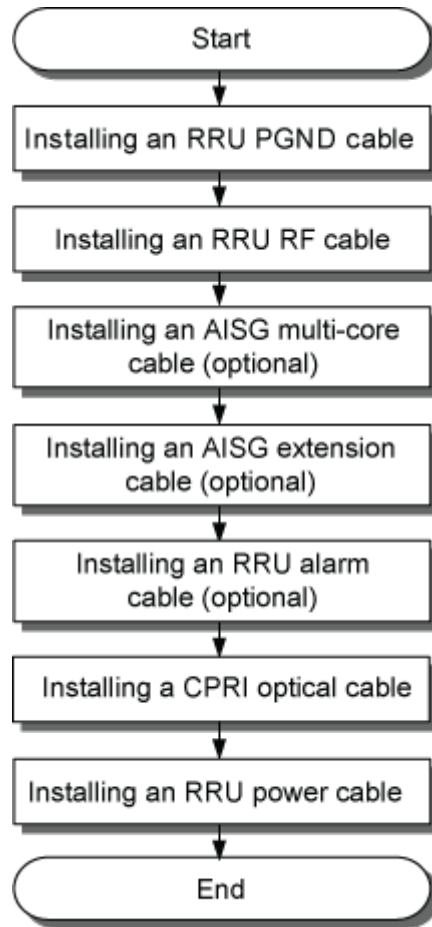 Start
Installing an RRU PGND cable
Installing an RRU RF cable
Installing an AISG multi-core
cable (optional)
Installing an AISG extension
cable (optional)
Installing an RRU alarm
cable (optional)
Installing a CPRI optical cable
Installing an RRU power cable
End